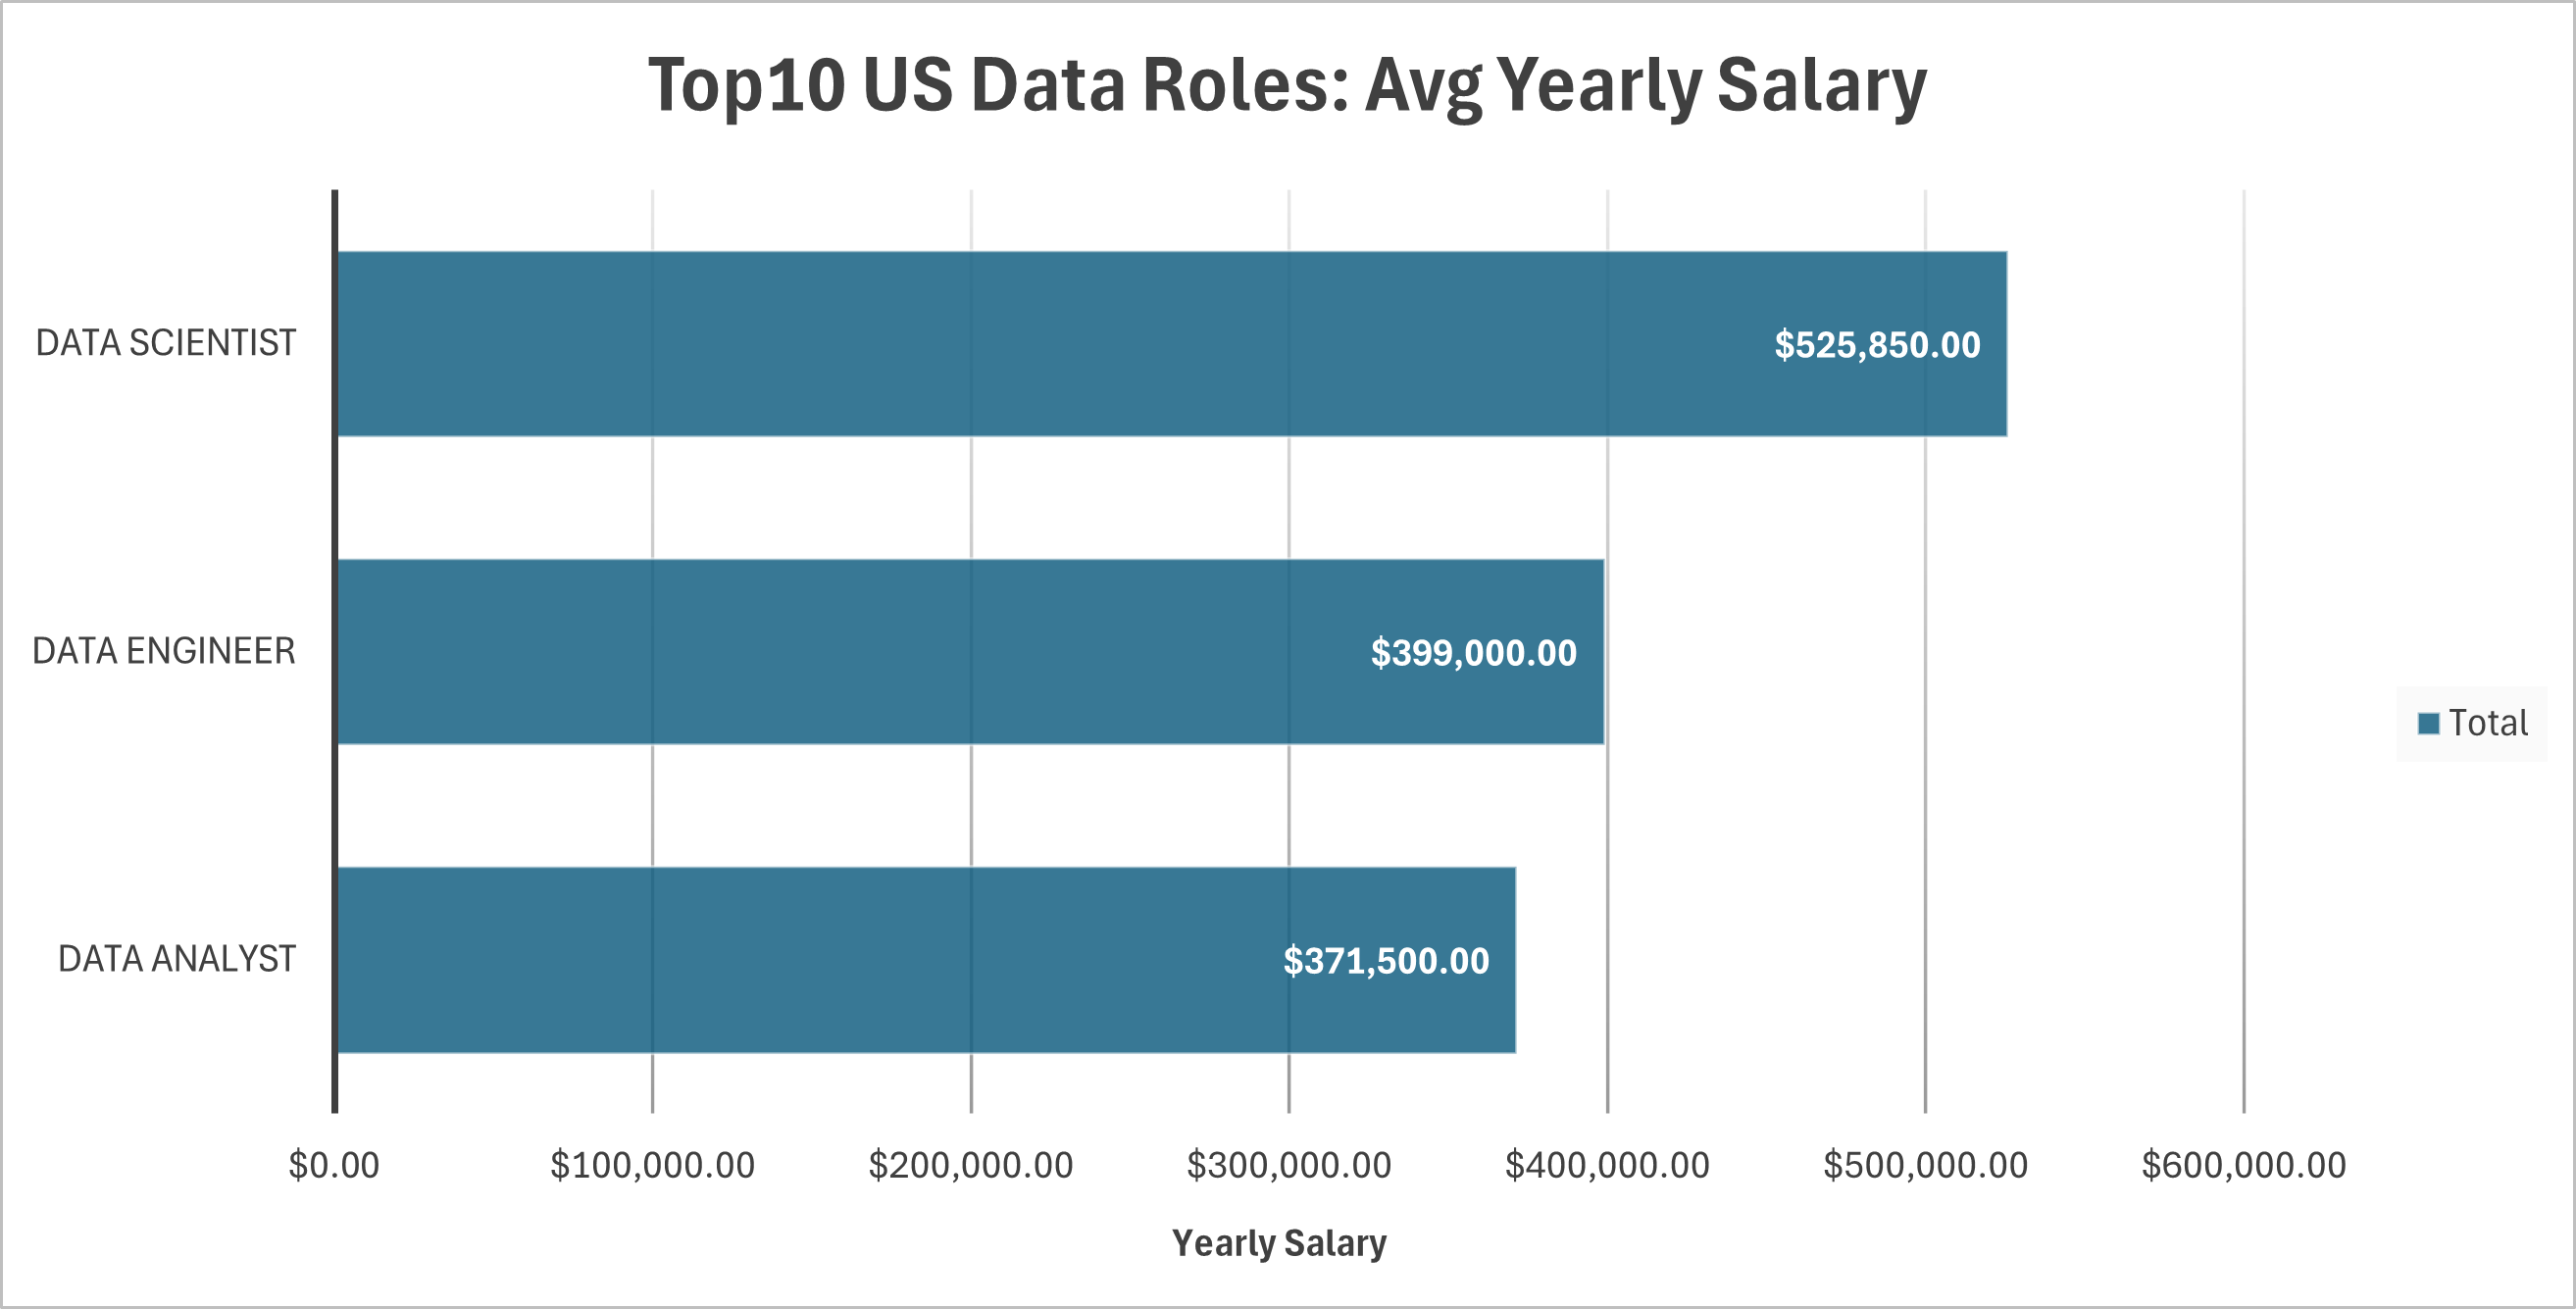 Top10 US Data Roles: Avg Yearly Salary
DATA SCIENTIST
$525,850.00
DATA ENGINEER
$399,000.00
Total
DATA ANALYST
$371,500.00
$0.00 $100,000.00 $200,000.00 $300,000.00 $400,000.00 $500,000.00 $600,000.00
Yearly Salary